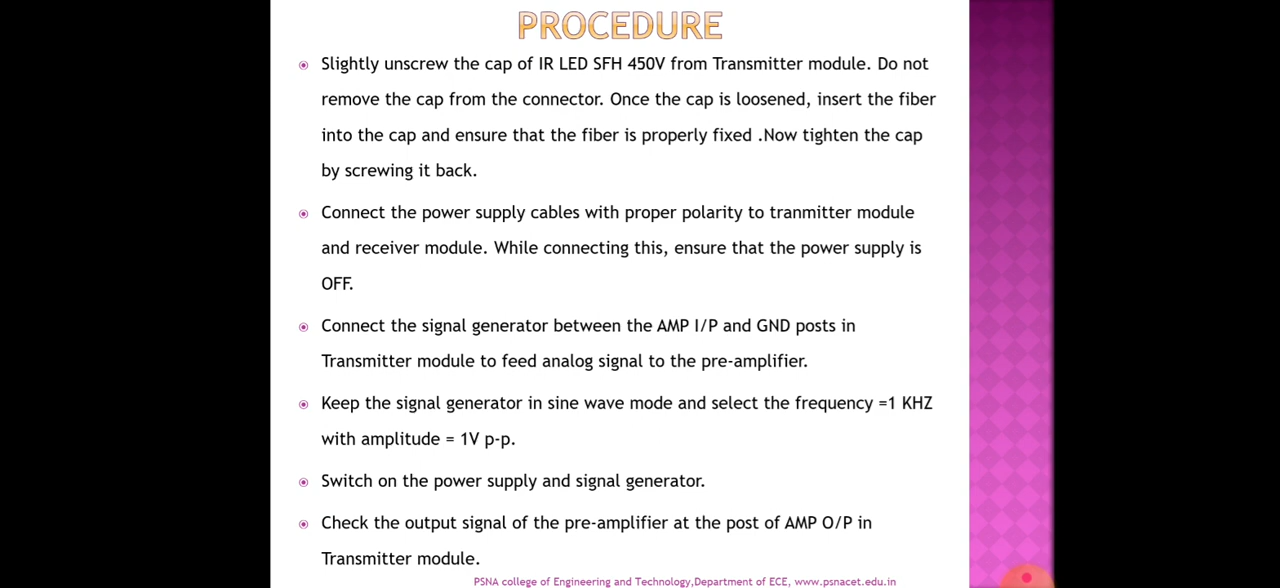 PROCEDURE
Slightly unscrew the cap of IR LED SFH 450V from Transmitter module. Do not
remove the cap from the connector. Once the cap is loosened, insert the fiber
into the cap and ensure that the fiber is properly fixed .Now tighten the cap
by screwing it back.
Connect the power supply cables with proper polarity to tranmitter module
and receiver module. While connecting this, ensure that the power supply is
OFF.
Connect the signal generator between the AMP I/P and GND posts in
Transmitter module to feed analog signal to the pre-amplifier.
Keep the signal generator in sine wave mode and select the frequency =1 KHZ
with amplitude = 1V p-p.
Switch on the power supply and signal generator.
Check the output signal of the pre-amplifier at the post of AMP O/P in
Transmitter module.
PSNA college of Engineering and Technology,Department of ECE, www.psnacet.edu.in